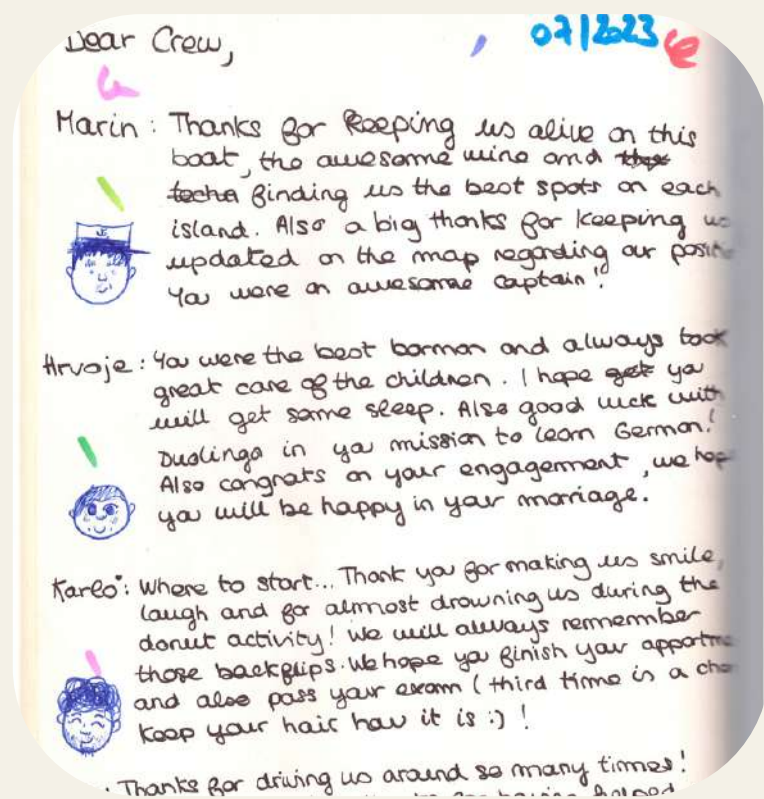 Dear Crew,
07/2023
Marin: Thanks for keeping us alive on this
boat, the awesome wine and
finding us the best spots on each
island. Also a big thanks for keeping us
updated on the map regarding our
You were an awesome captain!
Hrvoje: You were the best barman and always took
great care of the children. I hope get you
will get some sleep. Also good luck with
Duolingo in you mission to learn German!
Also congrats on your engagement, we hop
you will be happy in your marriage.
Karlo: Where to start... Thank you for making us smile,
laugh and for almost drowning us during the
donut activity! We will always remember
those backflips. We hope you finish your appartme
and also pass your exam (third time is a cha
keep your hair how it is :) !
Thanks for driving us around so many times!
for having helped